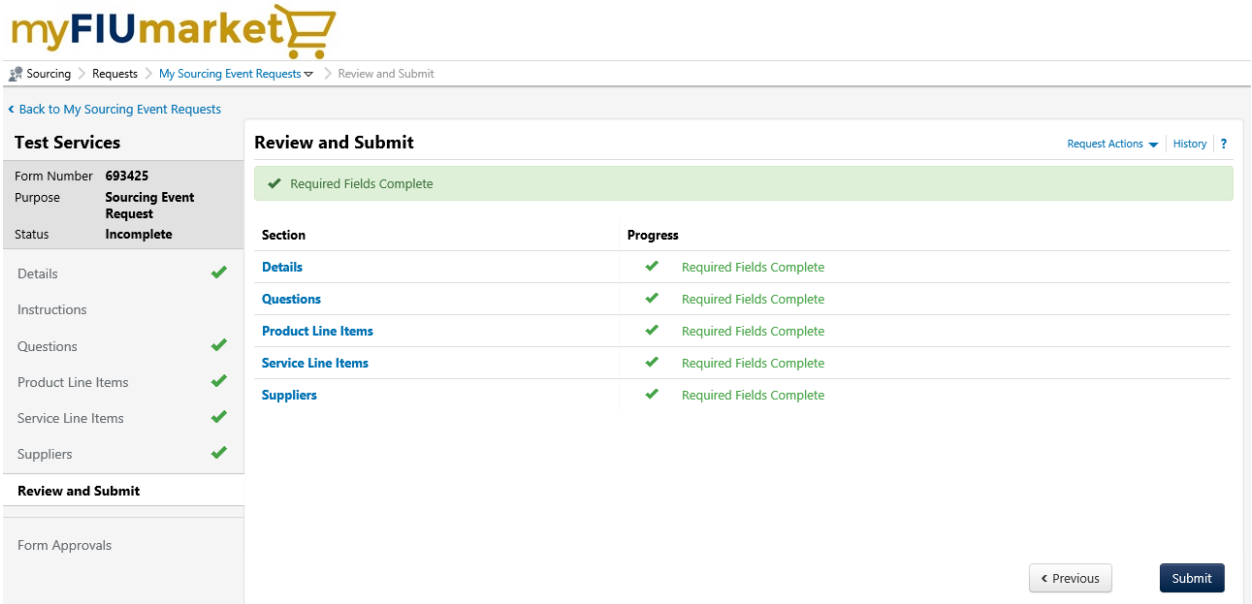 myFIUmarket
Sourcing > Requests > My Sourcing Event Requests > Review and Submit
< Back to My Sourcing Event Requests
Test Services
Form Number 693425
Purpose Sourcing Event
Request
Status Incomplete
Details
Instructions
Questions
Product Line Items
Service Line Items
Suppliers
Review and Submit
Form Approvals
Review and Submit
Request Actions History ?
Required Fields Complete
Section Progress
Details Required Fields Complete
Questions Required Fields Complete
Product Line Items Required Fields Complete
Service Line Items Required Fields Complete
Suppliers Required Fields Complete
< Previous Submit